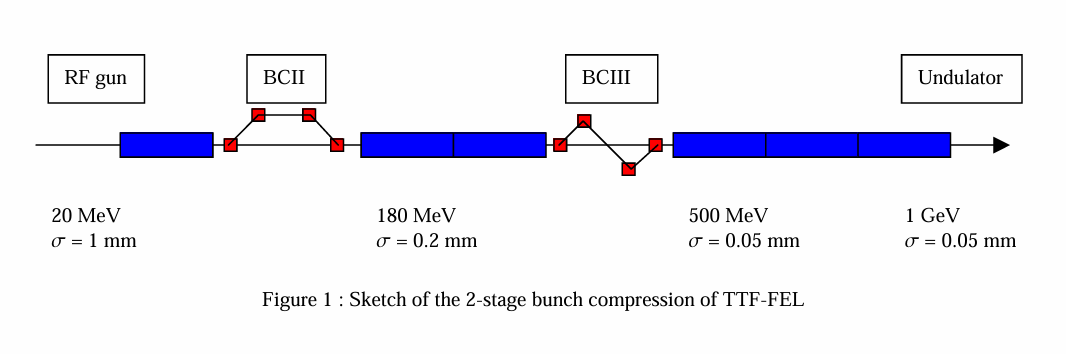 RF gun
BCII
BCIII
Undulator
20 MeV
σ = 1 mm
180 MeV
σ = 0.2 mm
500 MeV
σ = 0.05 mm
1 GeV
σ = 0.05 mm
Figure 1 : Sketch of the 2-stage bunch compression of TTF-FEL